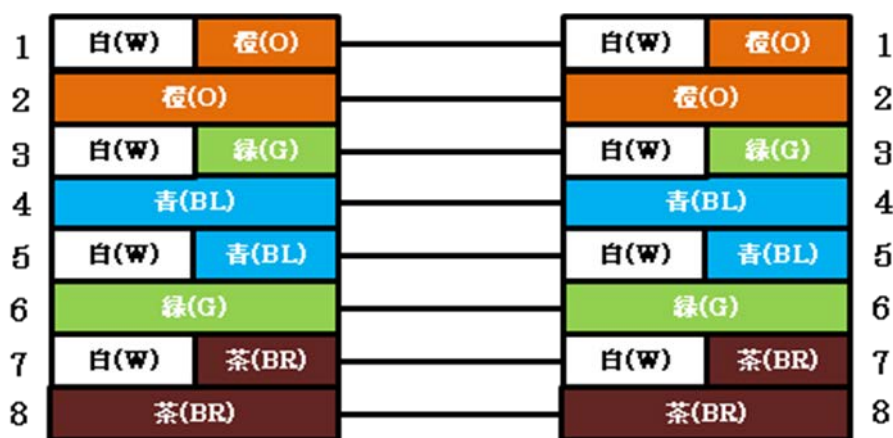 1 白(W) 橙(O) 白(W) 橙(O) 1
2 橙(O) 橙(O) 2
3 白(W) 緑(G) 白(W) 緑(G) 3
4 青(BL) 青(BL) 4
5 白(W) 青(BL) 白(W) 青(BL) 5
6 緑(G) 緑(G) 6
7 白(W) 茶(BR) 白(W) 茶(BR) 7
8 茶(BR) 茶(BR) 8